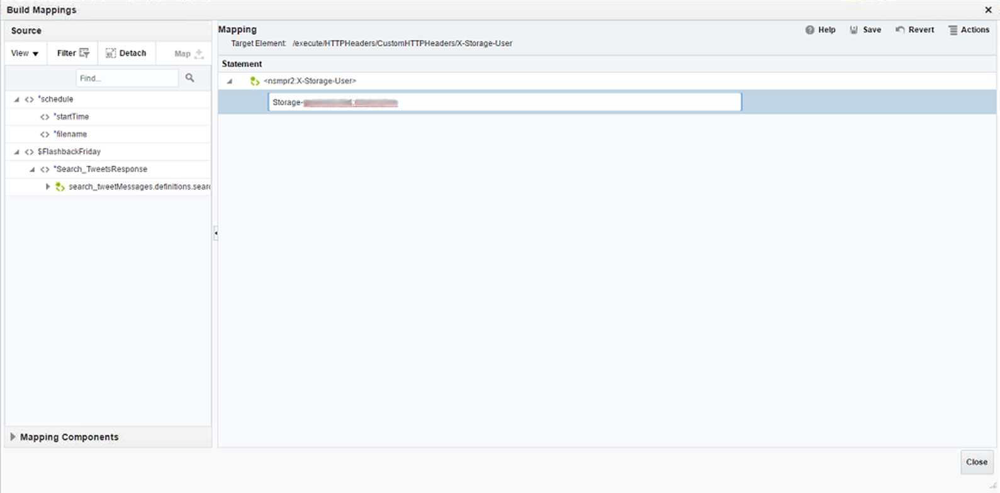 Build Mappings
Source
View
Filter
Detach
Map
Find...
*schedule
*startTime
*filename
$FlashbackFriday
*Search_TweetsResponse
search_tweetMessages.definitions.searc
Mapping Components
Mapping
Help
Save
Revert
Actions
Target Element: /execute/HTTPHeaders/CustomHTTPHeaders/X-Storage-User
Statement
<nsmpr2:X-Storage-User>
Storage-
Close